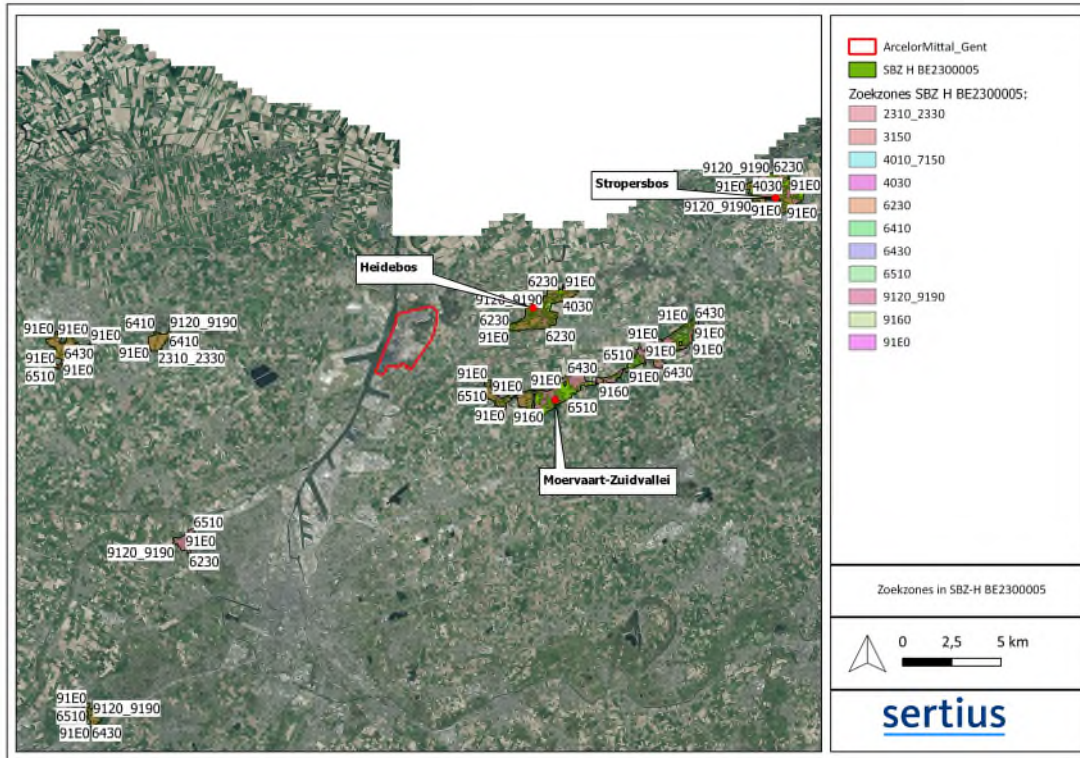 ArcelorMittal_Gent
SBZ H BE2300005
Zoekzones SBZ H BE2300005:
2310_2330
3150
4010_7150
4030
6230
6410
6430
6510
9120_9190
9160
91E0
Zoekzones in SBZ-H BE2300005
0 2,5 5 km
sertius
9120_9190 6230
Stropersbos
91E0 4030 91E0
9120_9190 91E0 91E0
Heidebos
6230 91E0
9120_9190 4030
6230
91E0 6230
6410 9120_9190
91E0 91E0 91E0 6410
91E0 6430 91E0 2310_2330
6510 91E0
91E0 6430
91E0
6510 91E0 91E0
91E0 6430 91E0 6430
91E0 91E0 9160
6510
91E0 9160 6510
Moervaart-Zuidvallei
6510
91E0
9120_9190
6230
91E0
9120_9190
6510
91E0 6430